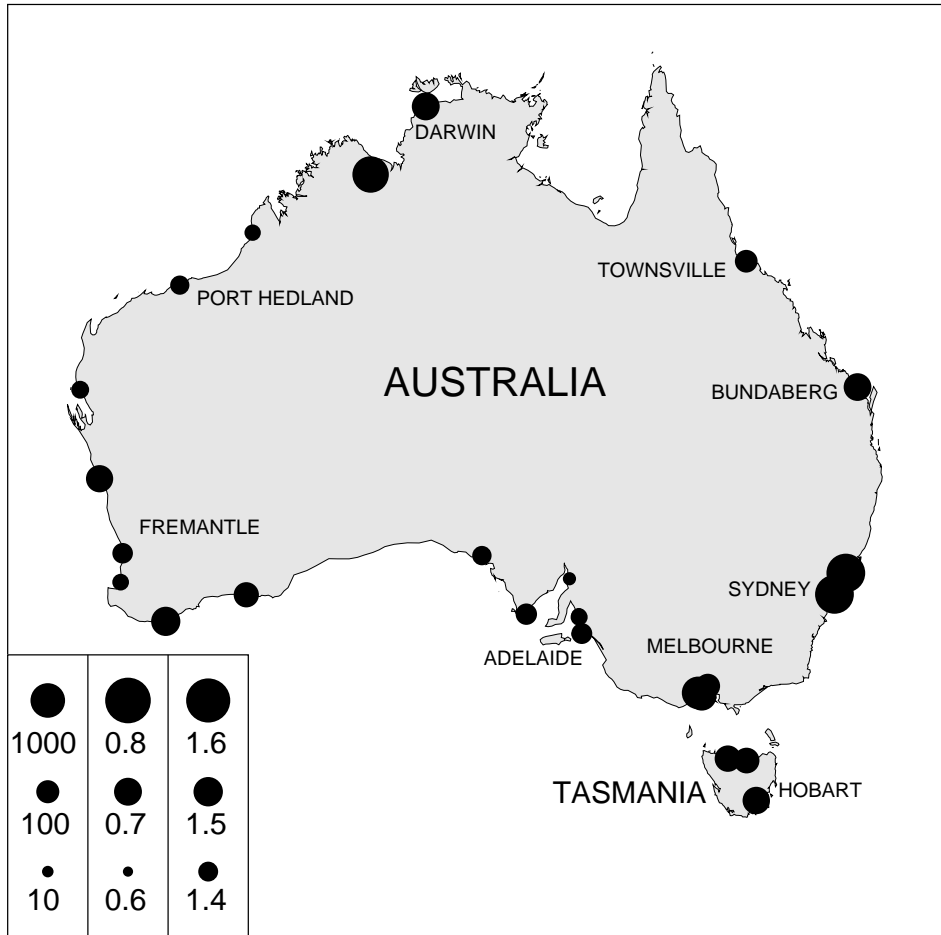 DARWIN
TOWNSVILLE
PORT HEDLAND
AUSTRALIA
BUNDABERG
FREMANTLE
SYDNEY
MELBOURNE
ADELAIDE
1000 0.8 1.6
TASMANIA HOBART
100 0.7 1.5
10 0.6 1.4